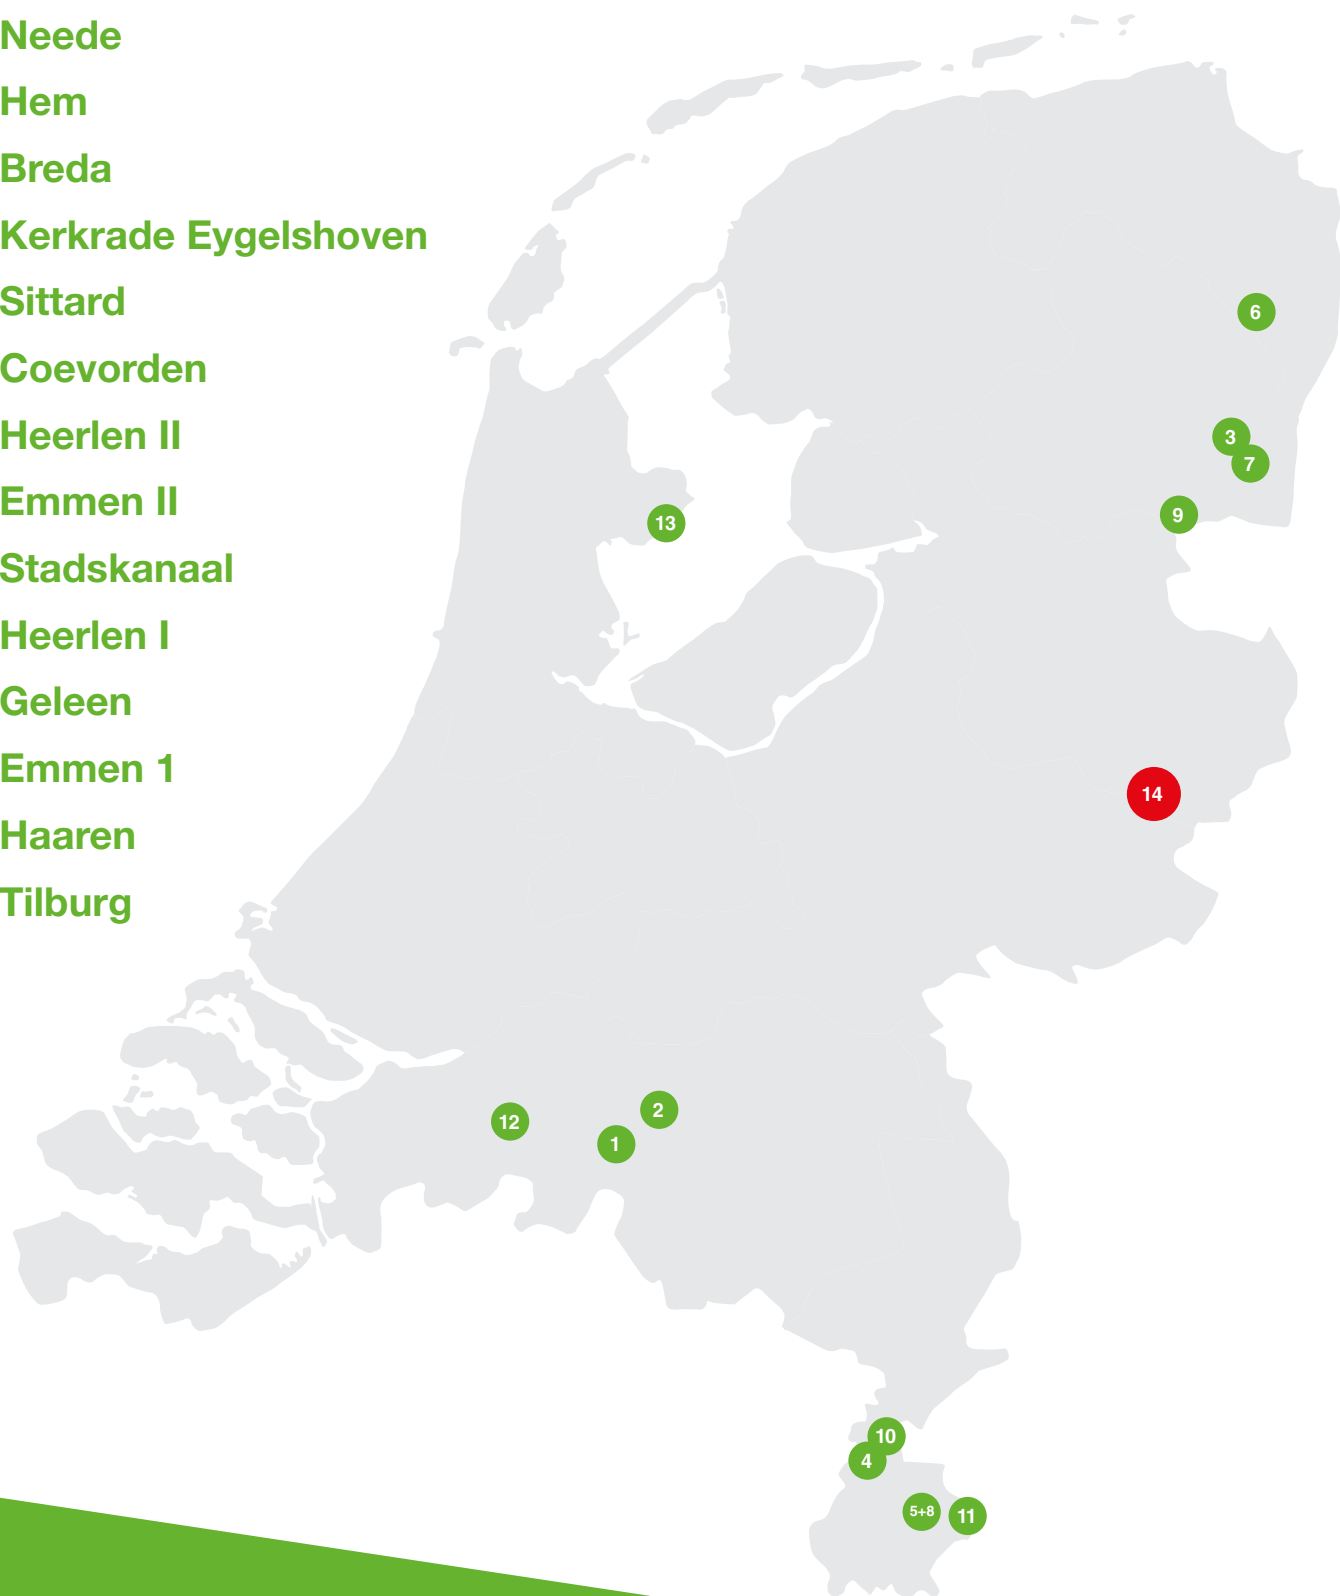 Neede
Hem
Breda
Kerkrade Eygelshoven
Sittard
Coevorden
Heerlen II
Emmen II
Stadskanaal
Heerlen I
Geleen
Emmen 1
Haaren
Tilburg
6
3
7
9
13
14
2
12
1
10
4
5+8
11